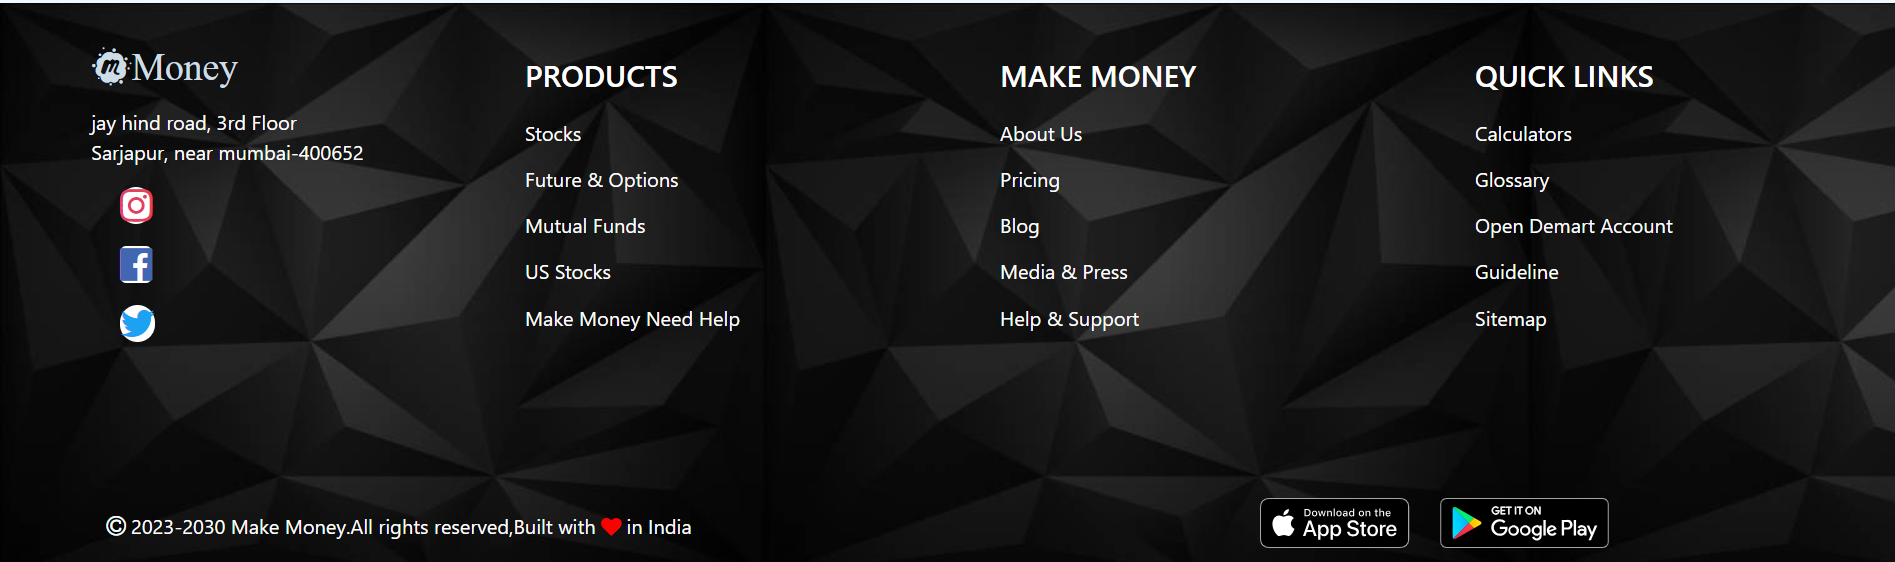 m Money
jay hind road, 3rd Floor
Sarjapur, near mumbai-400652
PRODUCTS
Stocks
Future & Options
Mutual Funds
US Stocks
Make Money Need Help
MAKE MONEY
About Us
Pricing
Blog
Media & Press
Help & Support
QUICK LINKS
Calculators
Glossary
Open Demart Account
Guideline
Sitemap
© 2023-2030 Make Money.All rights reserved,Built with ❤ in India
Download on the
App Store
GET IT ON
Google Play